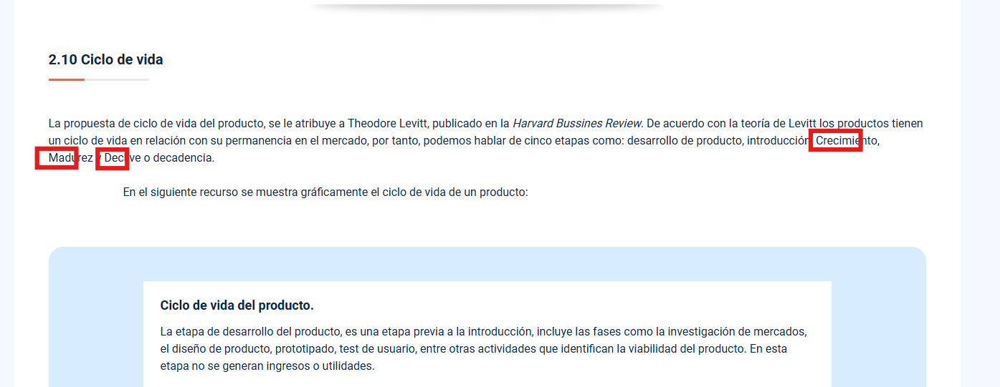 2.10 Ciclo de vida
La propuesta de ciclo de vida del producto, se le atribuye a Theodore Levitt, publicado en la Harvard Bussines Review. De acuerdo con la teoría de Levitt los productos tienen
un ciclo de vida en relación con su permanencia en el mercado, por tanto, podemos hablar de cinco etapas como: desarrollo de producto, introducción, Crecimiento,
Madurez y o decadencia.
En el siguiente recurso se muestra gráficamente el ciclo de vida de un producto:
Ciclo de vida del producto.
La etapa de desarrollo del producto, es una etapa previa a la introducción, incluye las fases como la investigación de mercados,
el diseño de producto, prototipado, test de usuario, entre otras actividades que identifican la viabilidad del producto. En esta
etapa no se generan ingresos o utilidades.